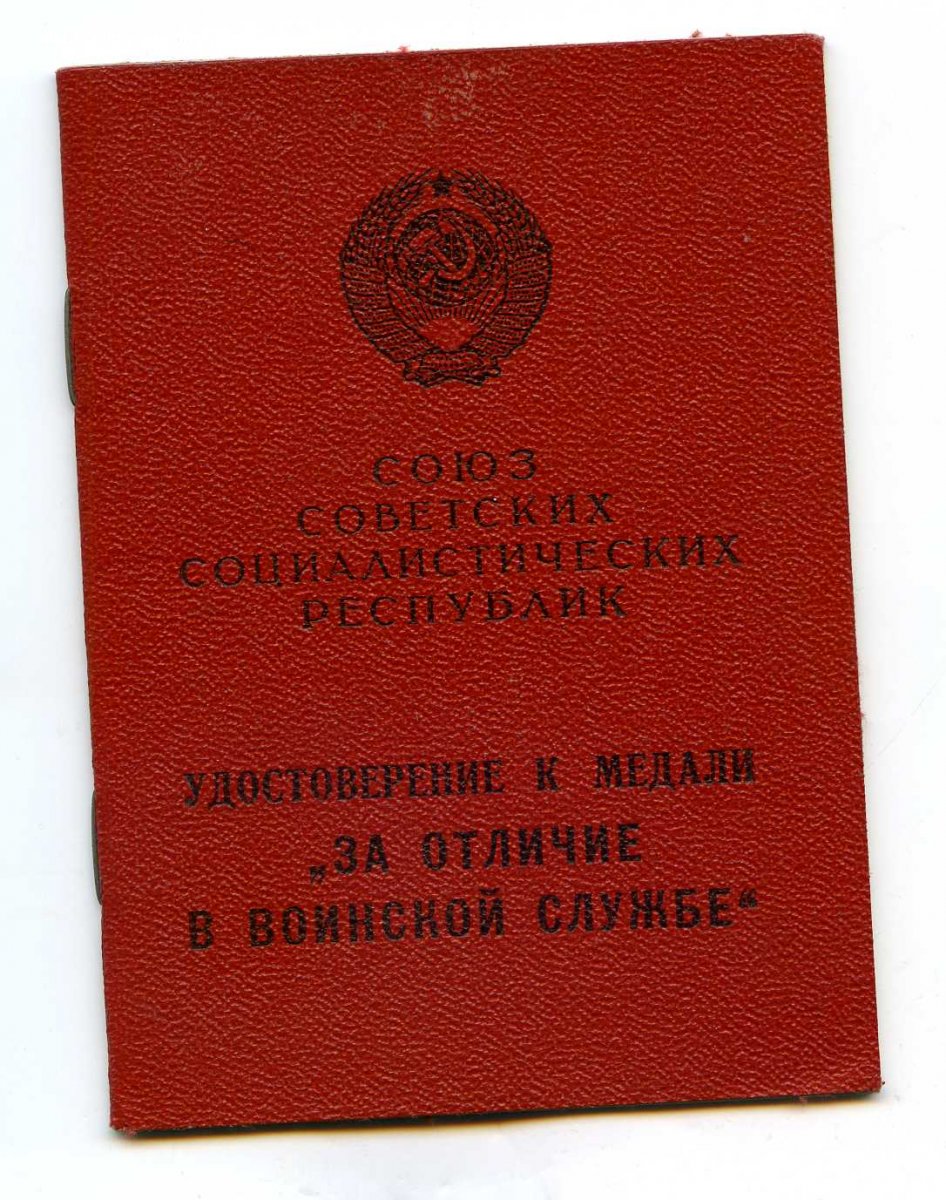 СОЮЗ
СОВЕТСКИХ
СОЦИАЛИСТИЧЕСКИХ
РЕСПУБЛИК
УДОСТОВЕРЕНИЕ К МЕДАЛИ
„ЗА ОТЛИЧИЕ
В ВОИНСКОЙ СЛУЖБЕ“